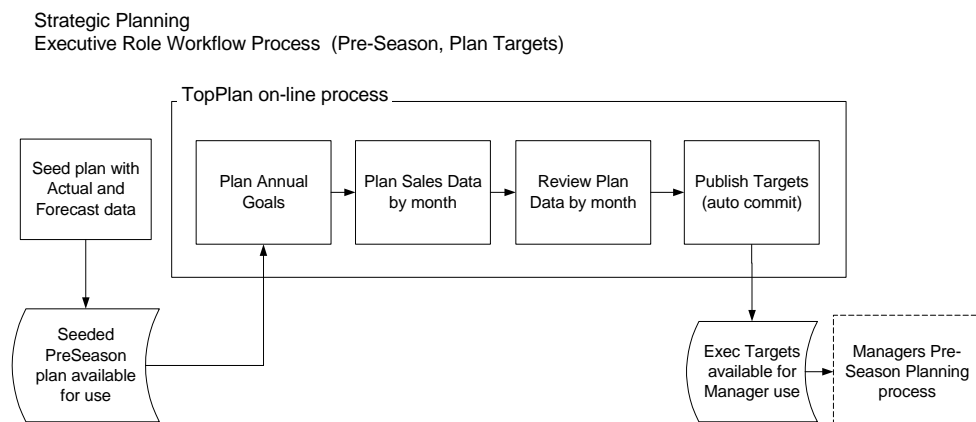 Strategic Planning
Executive Role Workflow Process (Pre-Season, Plan Targets)
TopPlan on-line process
Seed plan with
Actual and
Forecast data
Plan Annual
Goals
Plan Sales Data
by month
Review Plan
Data by month
Publish Targets
(auto commit)
Seeded
PreSeason
plan available
for use
Exec Targets
available for
Manager use
Managers Pre-
Season Planning
process